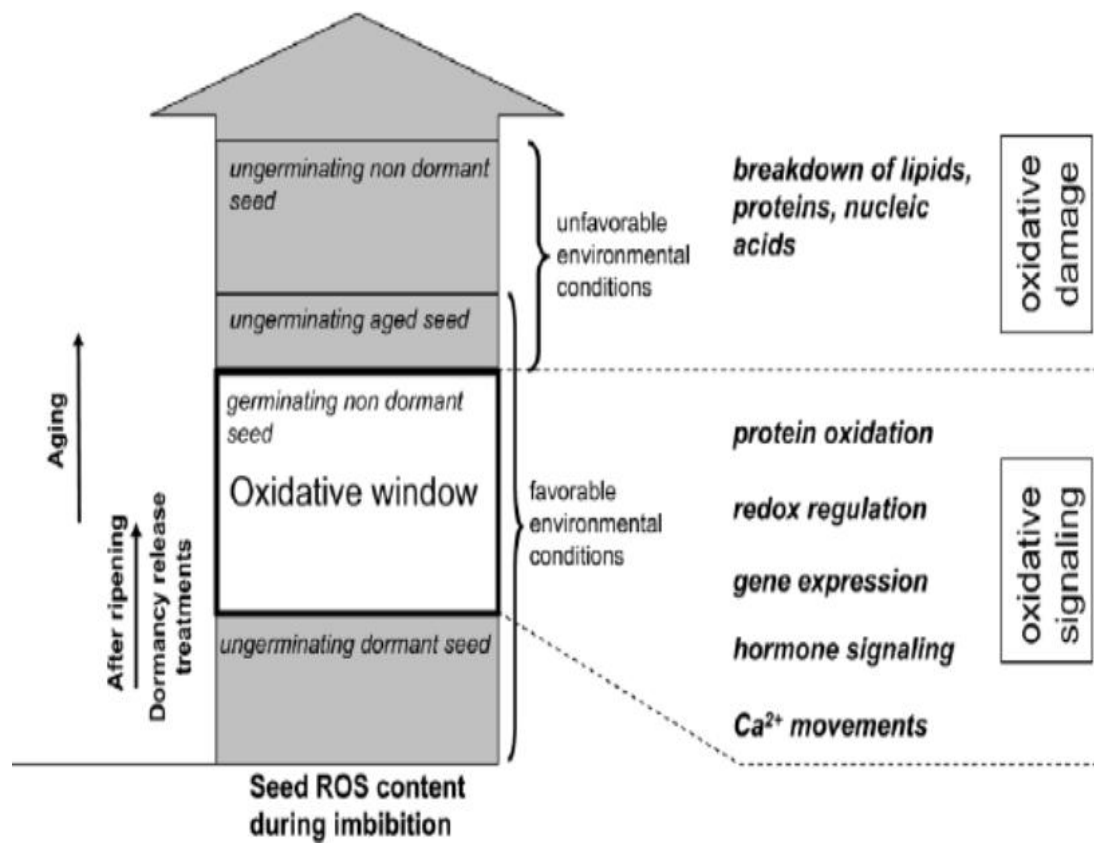 ungerminating non dormant
seed
ungerminating aged seed
germinating non dormant
seed
Oxidative window
ungerminating dormant seed
Seed ROS content
during imbibition
Aging
After ripening
Dormancy release
treatments
unfavorable
environmental
conditions
favorable
environmental
conditions
breakdown of lipids,
proteins, nucleic
acids
protein oxidation
redox regulation
gene expression
hormone signaling
Ca²⁺ movements
oxidative
damage
oxidative
signaling